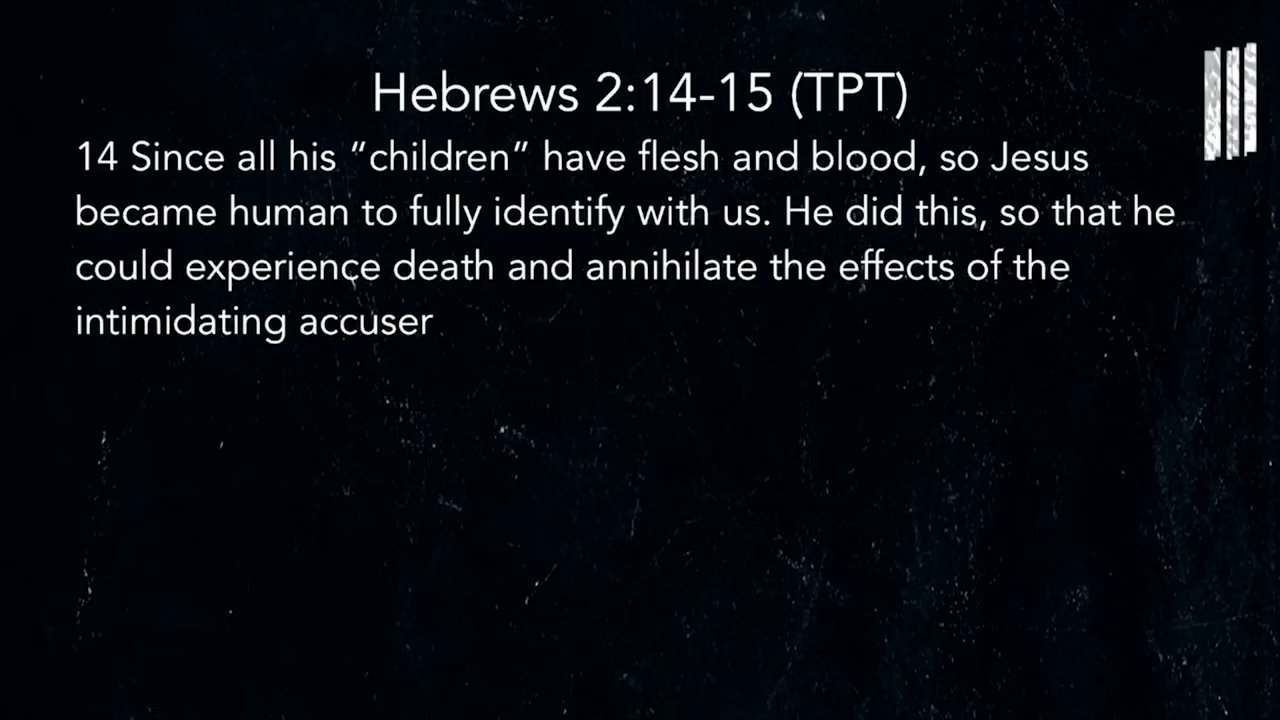 Hebrews 2:14-15 (TPT)
14 Since all his “children” have flesh and blood, so Jesus
became human to fully identify with us. He did this, so that he
could experience death and annihilate the effects of the
intimidating accuser